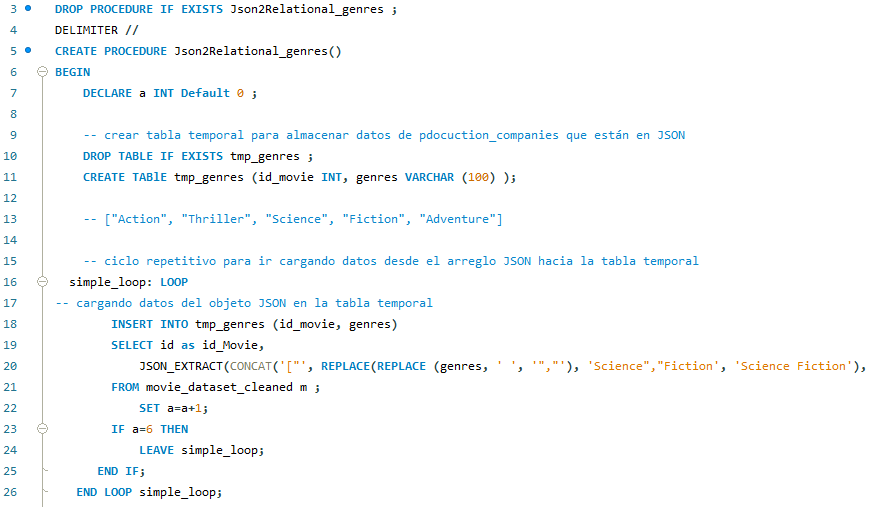 3 DROP PROCEDURE IF EXISTS Json2Relational_genres ;
4 DELIMITER //
5 CREATE PROCEDURE Json2Relational_genres()
6 BEGIN
7 DECLARE a INT Default 0 ;
8
9 -- crear tabla temporal para almacenar datos de pdocuction_companies que están en JSON
10 DROP TABLE IF EXISTS tmp_genres ;
11 CREATE TABlE tmp_genres (id_movie INT, genres VARCHAR (100) );
12
13 -- ["Action", "Thriller", "Science", "Fiction", "Adventure"]
14
15 -- ciclo repetitivo para ir cargando datos desde el arreglo JSON hacia la tabla temporal
16 simple_loop: LOOP
17 -- cargando datos del objeto JSON en la tabla temporal
18 INSERT INTO tmp_genres (id_movie, genres)
19 SELECT id as id_Movie,
20 JSON_EXTRACT(CONCAT('["', REPLACE(REPLACE (genres, ' ', '","'), 'Science","Fiction', 'Science Fiction'),
21 FROM movie_dataset_cleaned m ;
22 SET a=a+1;
23 IF a=6 THEN
24 LEAVE simple_loop;
25 END IF;
26 END LOOP simple_loop;